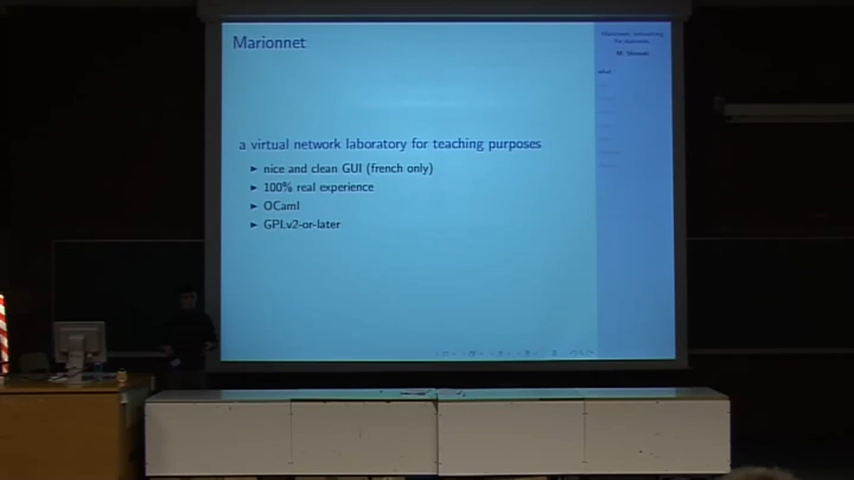 Marionnet
a virtual network laboratory for teaching purposes
nice and clean GUI (french only)
100% real experience
OCaml
GPLv2-or-later
what